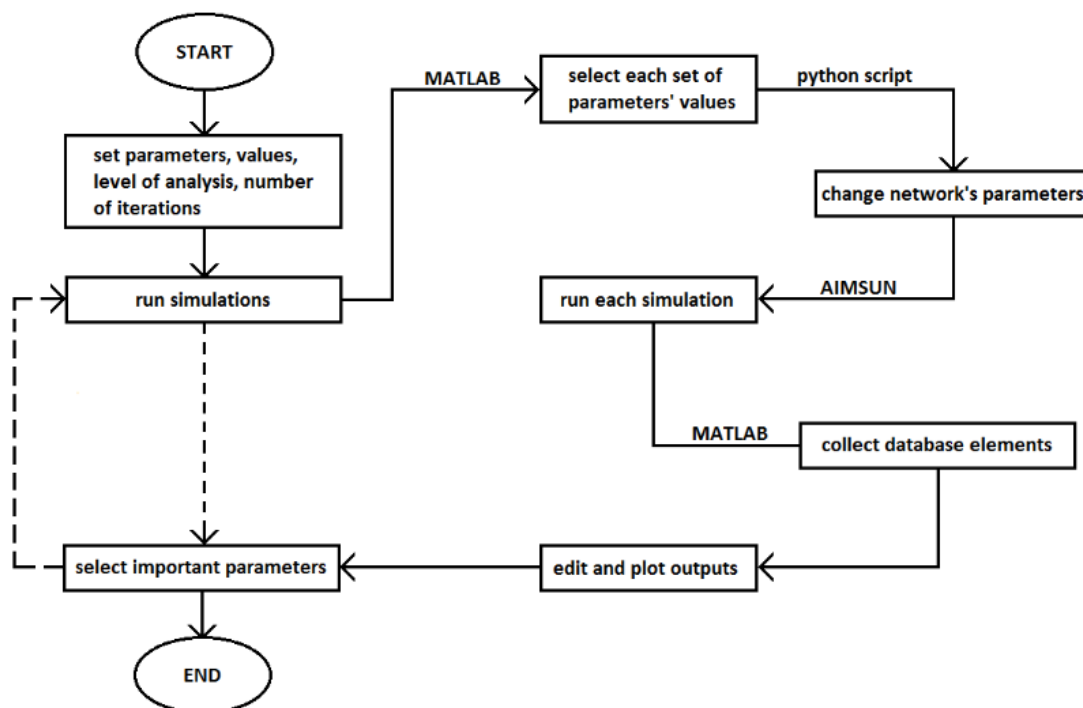 START
set parameters, values,
level of analysis, number
of iterations
run simulations
MATLAB
select each set of
parameters' values
python script
change network's parameters
AIMSUN
run each simulation
MATLAB
collect database elements
edit and plot outputs
select important parameters
END